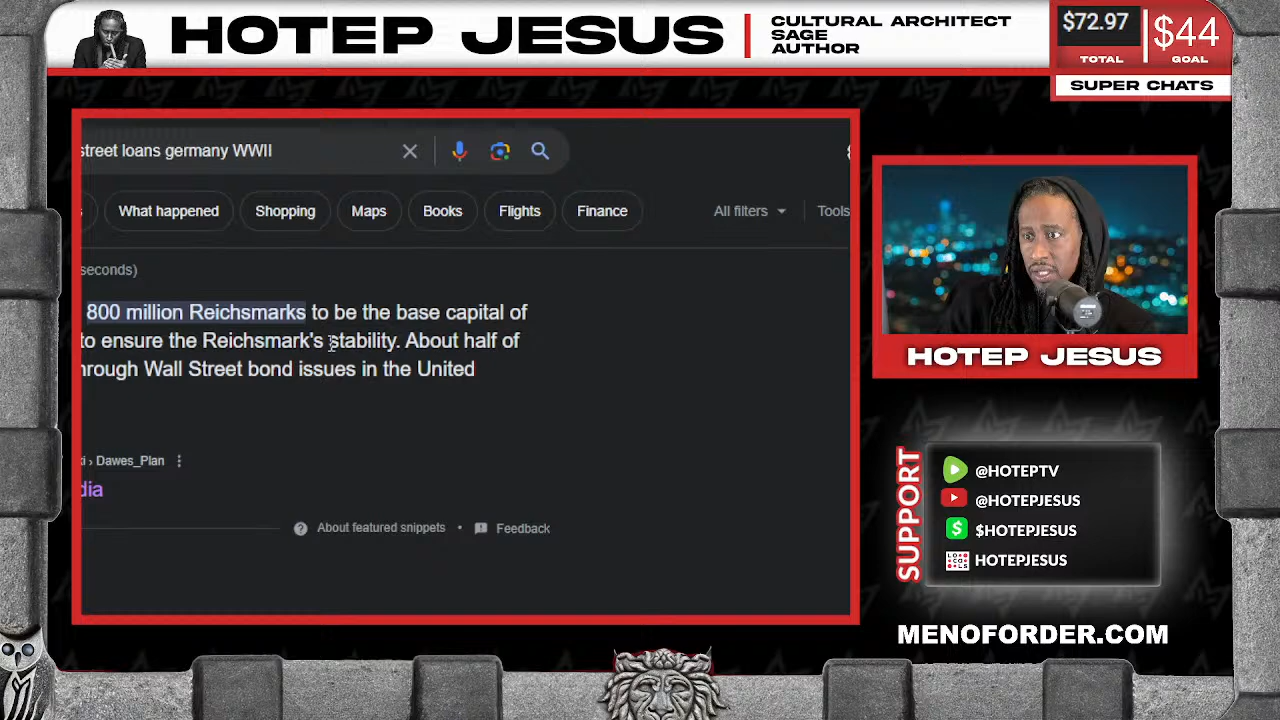 HOTEP JESUS
CULTURAL ARCHITECT
SAGE
AUTHOR
$72.97
TOTAL
$44
GOAL
SUPER CHATS
street loans germany WWII
What happened
Shopping
Maps
Books
Flights
Finance
All filters
Tools
seconds)
800 million Reichsmarks to be the base capital of
to ensure the Reichsmark's stability. About half of
hrough Wall Street bond issues in the United
i › Dawes_Plan
dia
About featured snippets • Feedback
HOTEP JESUS
SUPPORT
@HOTEPTV
@HOTEPJESUS
$HOTEPJESUS
LOCALS HOTEPJESUS
MENOFORDER.COM